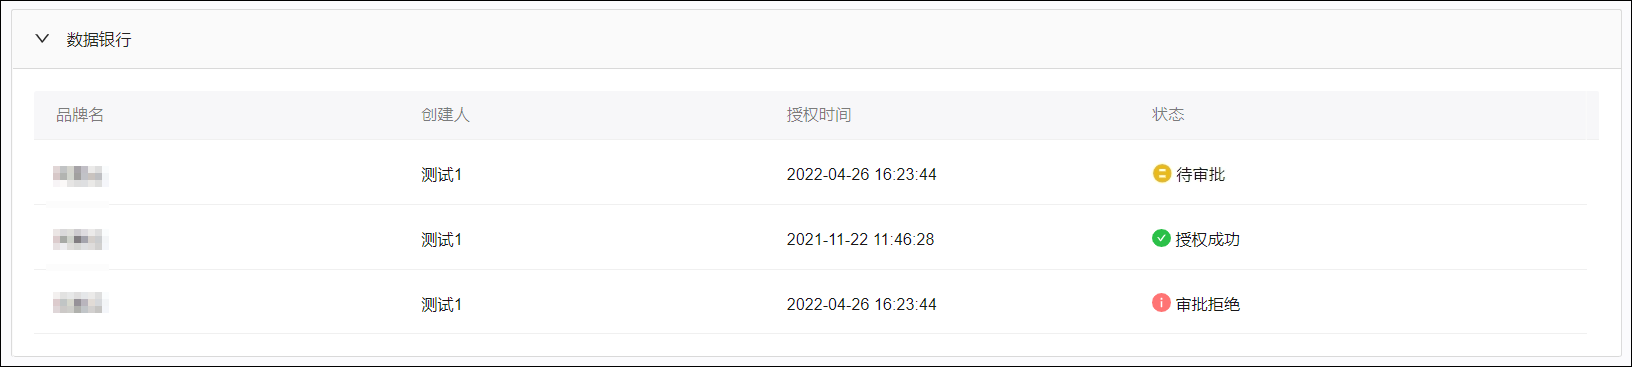 数据银行
品牌名 创建人 授权时间 状态
测试1 2022-04-26 16:23:44 待审批
测试1 2021-11-22 11:46:28 授权成功
测试1 2022-04-26 16:23:44 审批拒绝